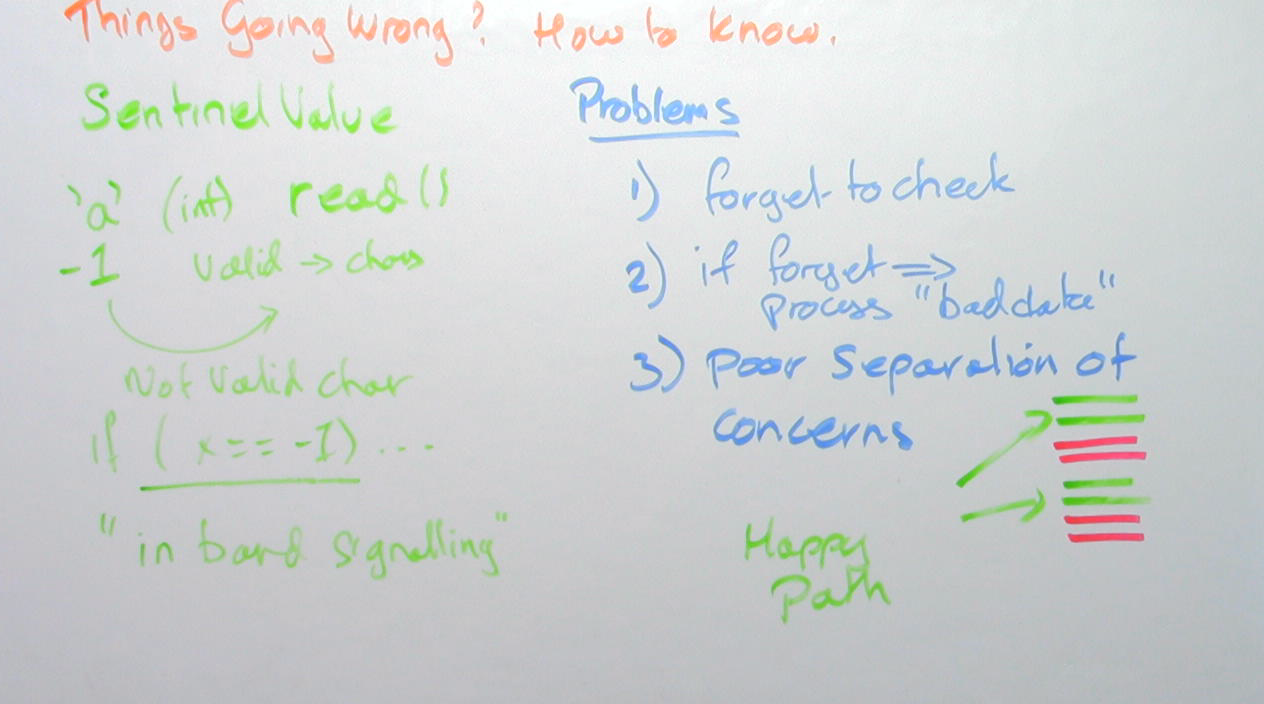 Things Going Wrong? How to know.
Sentinel Value
'a' (int) read()
-1 valid → chars
Not Valid char
if (x == -1) ...
"in band signalling"
Problems
1) forget to check
2) if forget ⇒
process "bad data"
3) Poor Separation of
concerns
Happy
Path